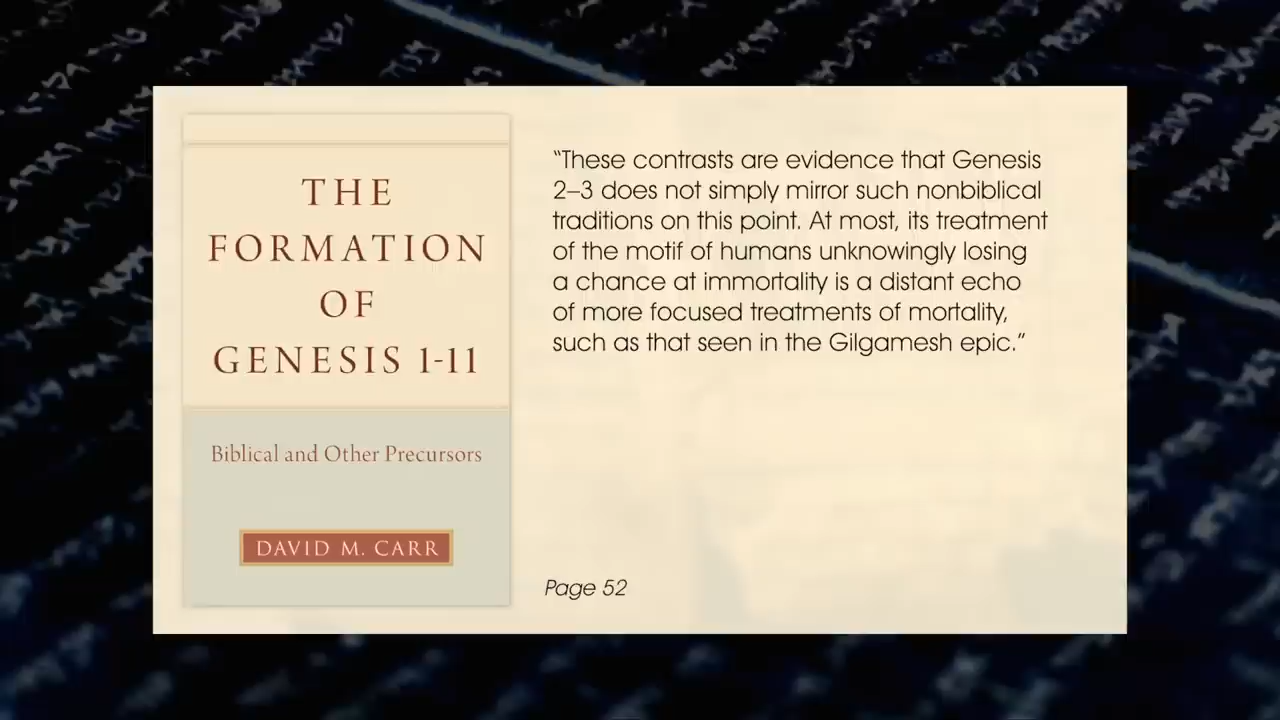 THE
FORMATION
OF
GENESIS 1-11
Biblical and Other Precursors
DAVID M. CARR
“These contrasts are evidence that Genesis
2–3 does not simply mirror such nonbiblical
traditions on this point. At most, its treatment
of the motif of humans unknowingly losing
a chance at immortality is a distant echo
of more focused treatments of mortality,
such as that seen in the Gilgamesh epic.”
Page 52